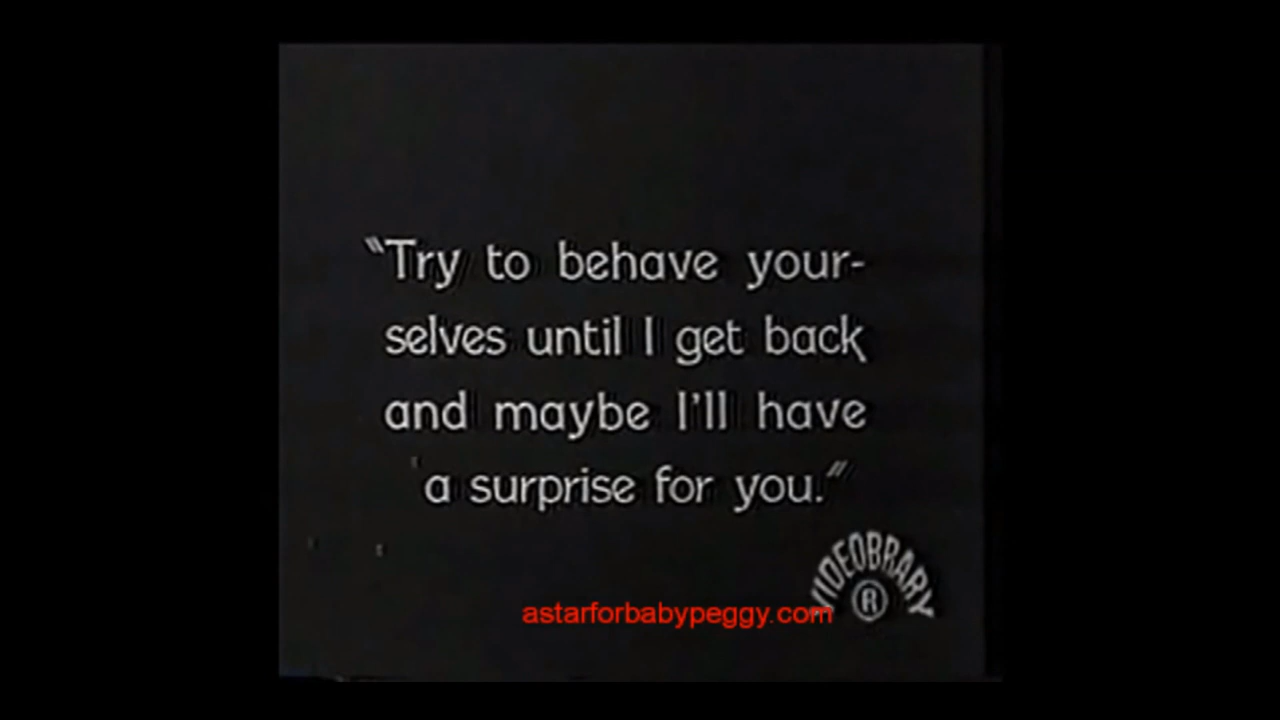 “Try to behave your-
selves until I get back
and maybe I'll have
a surprise for you.”
VIDEOBRARY
®
astarforbabypeggy.com